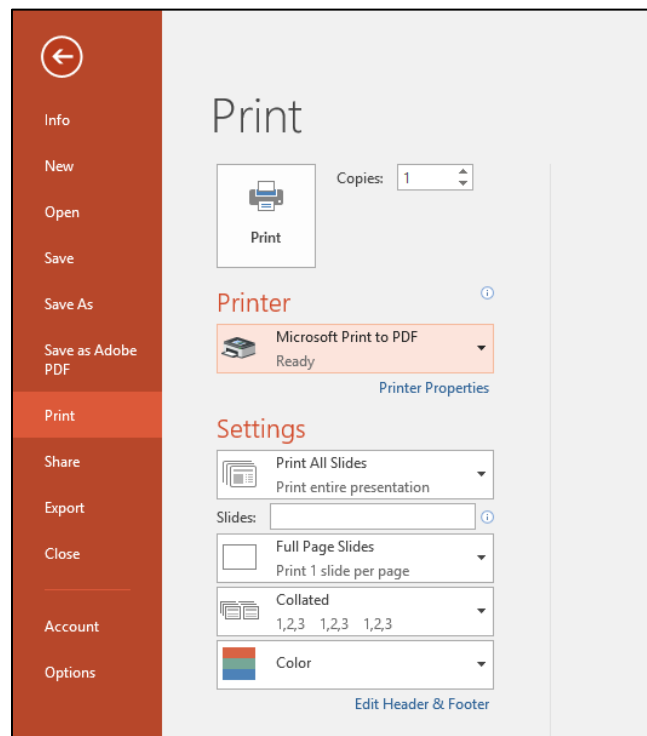 Info
New
Open
Save
Save As
Save as Adobe
PDF
Print
Share
Export
Close
Account
Options
Print
Copies: 1
Print
Printer
Microsoft Print to PDF
Ready
Printer Properties
Settings
Print All Slides
Print entire presentation
Slides:
Full Page Slides
Print 1 slide per page
Collated
1,2,3 1,2,3 1,2,3
Color
Edit Header & Footer